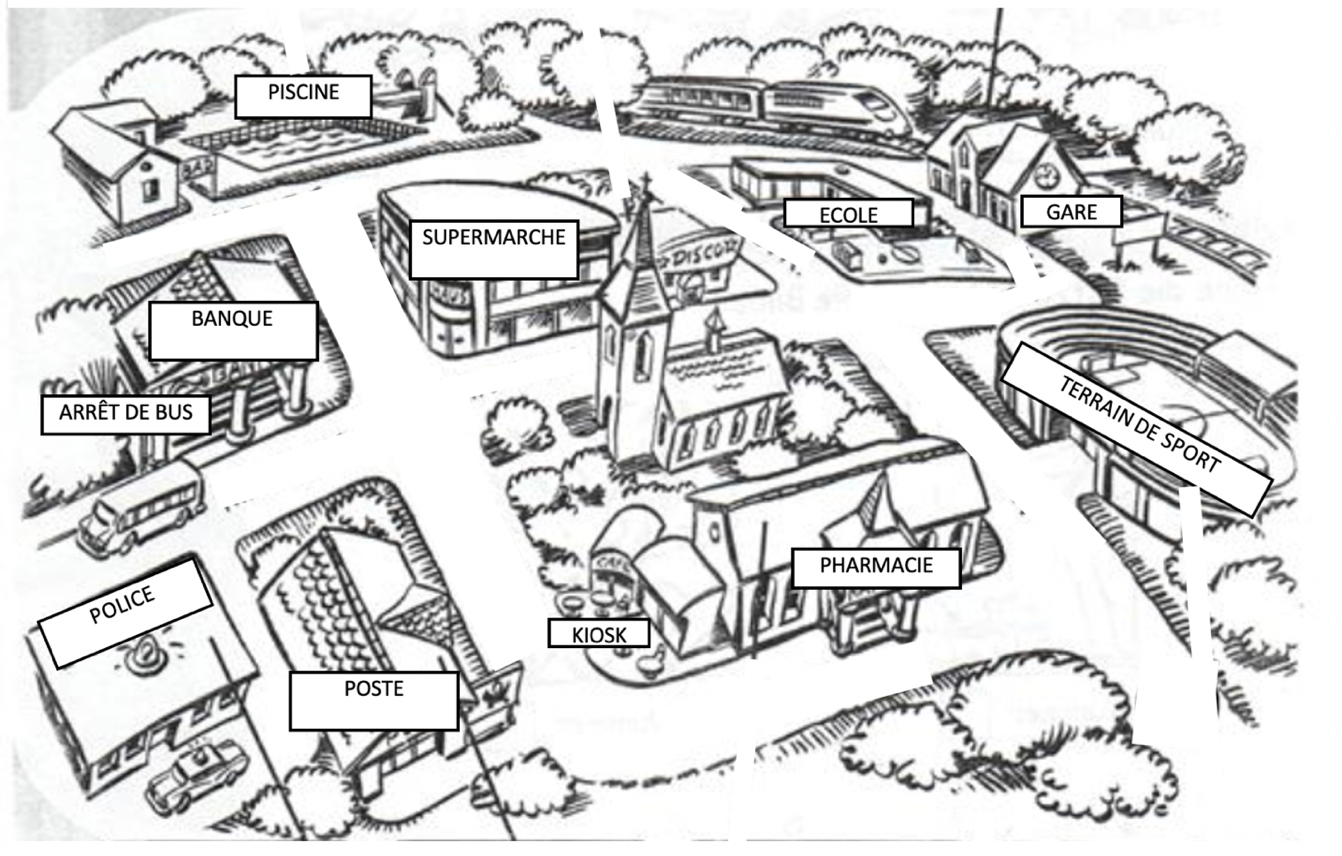 PISCINE
BAR
ECOLE
GARE
SUPERMARCHE
DISCO
BANQUE
ARRÊT DE BUS
TERRAIN DE SPORT
CAFE
PHARMACIE
POLICE
KIOSK
POSTE